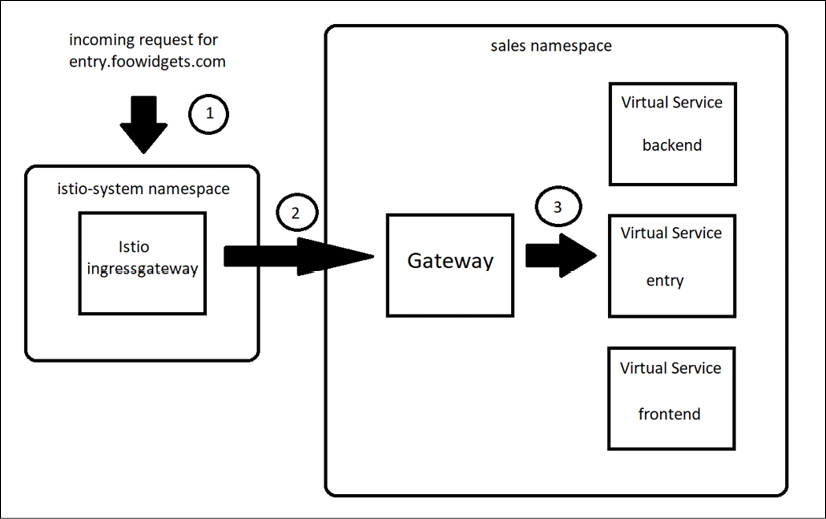 incoming request for
entry.foowidgets.com
1
istio-system namespace
Istio
ingressgateway
2
sales namespace
Gateway
3
Virtual Service
backend
Virtual Service
entry
Virtual Service
frontend